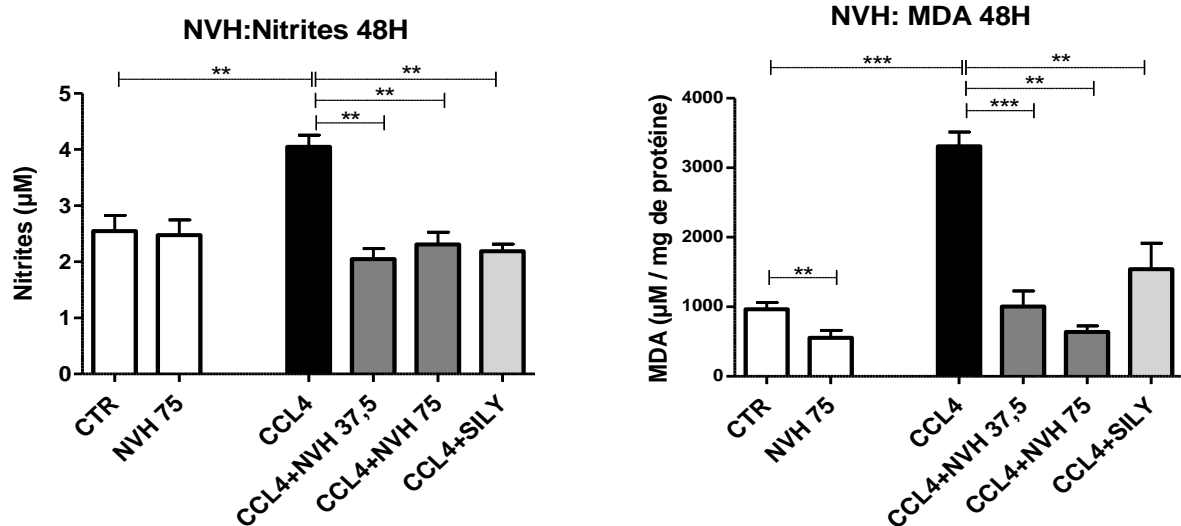 NVH:Nitrites 48H
**
**
**
**
Nitrites (µM)
5
4
3
2
1
0
CTR
NVH 75
CCL4
CCL4+NVH 37,5
CCL4+NVH 75
CCL4+SILY
NVH: MDA 48H
***
**
**
***
**
MDA (µM / mg de protéine)
4000
3000
2000
1000
0
CTR
NVH 75
CCL4
CCL4+NVH 37,5
CCL4+NVH 75
CCL4+SILY